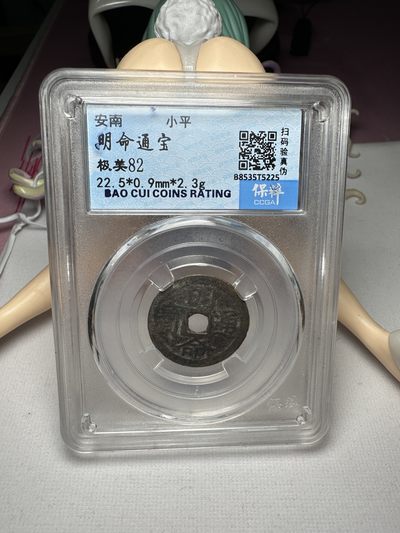 安南 小平
明命通宝
极美82
22.5*0.9mm*2.3g
BAO CUI COINS RATING
扫码验真伪
B8535TS225
保粹
CCGA